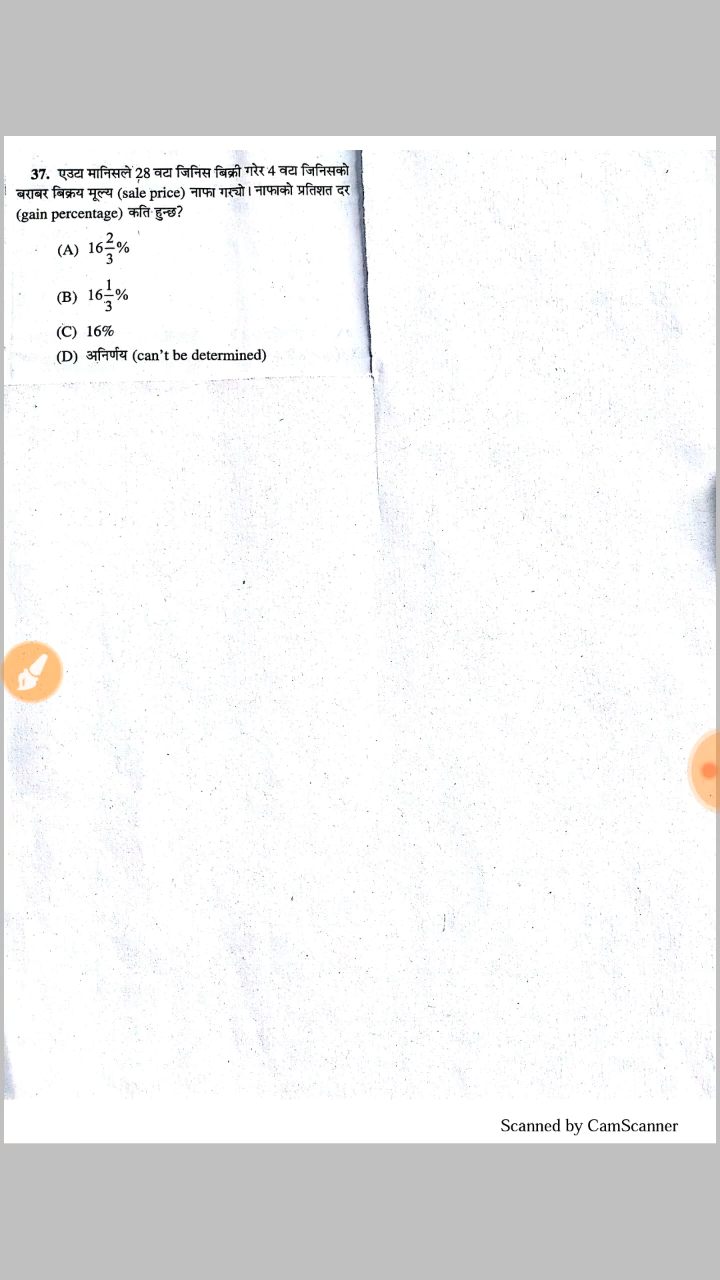 37. एउटा मानिसले 28 वटा जिनिस बिक्री गरेर 4 वटा जिनिसको
बराबर बिक्रय मूल्य (sale price) नाफा गर्‍यो। नाफाको प्रतिशत दर
(gain percentage) कति हुन्छ?
(A) 16 2/3 %
(B) 16 1/3 %
(C) 16%
(D) अनिर्णय (can't be determined)
Scanned by CamScanner